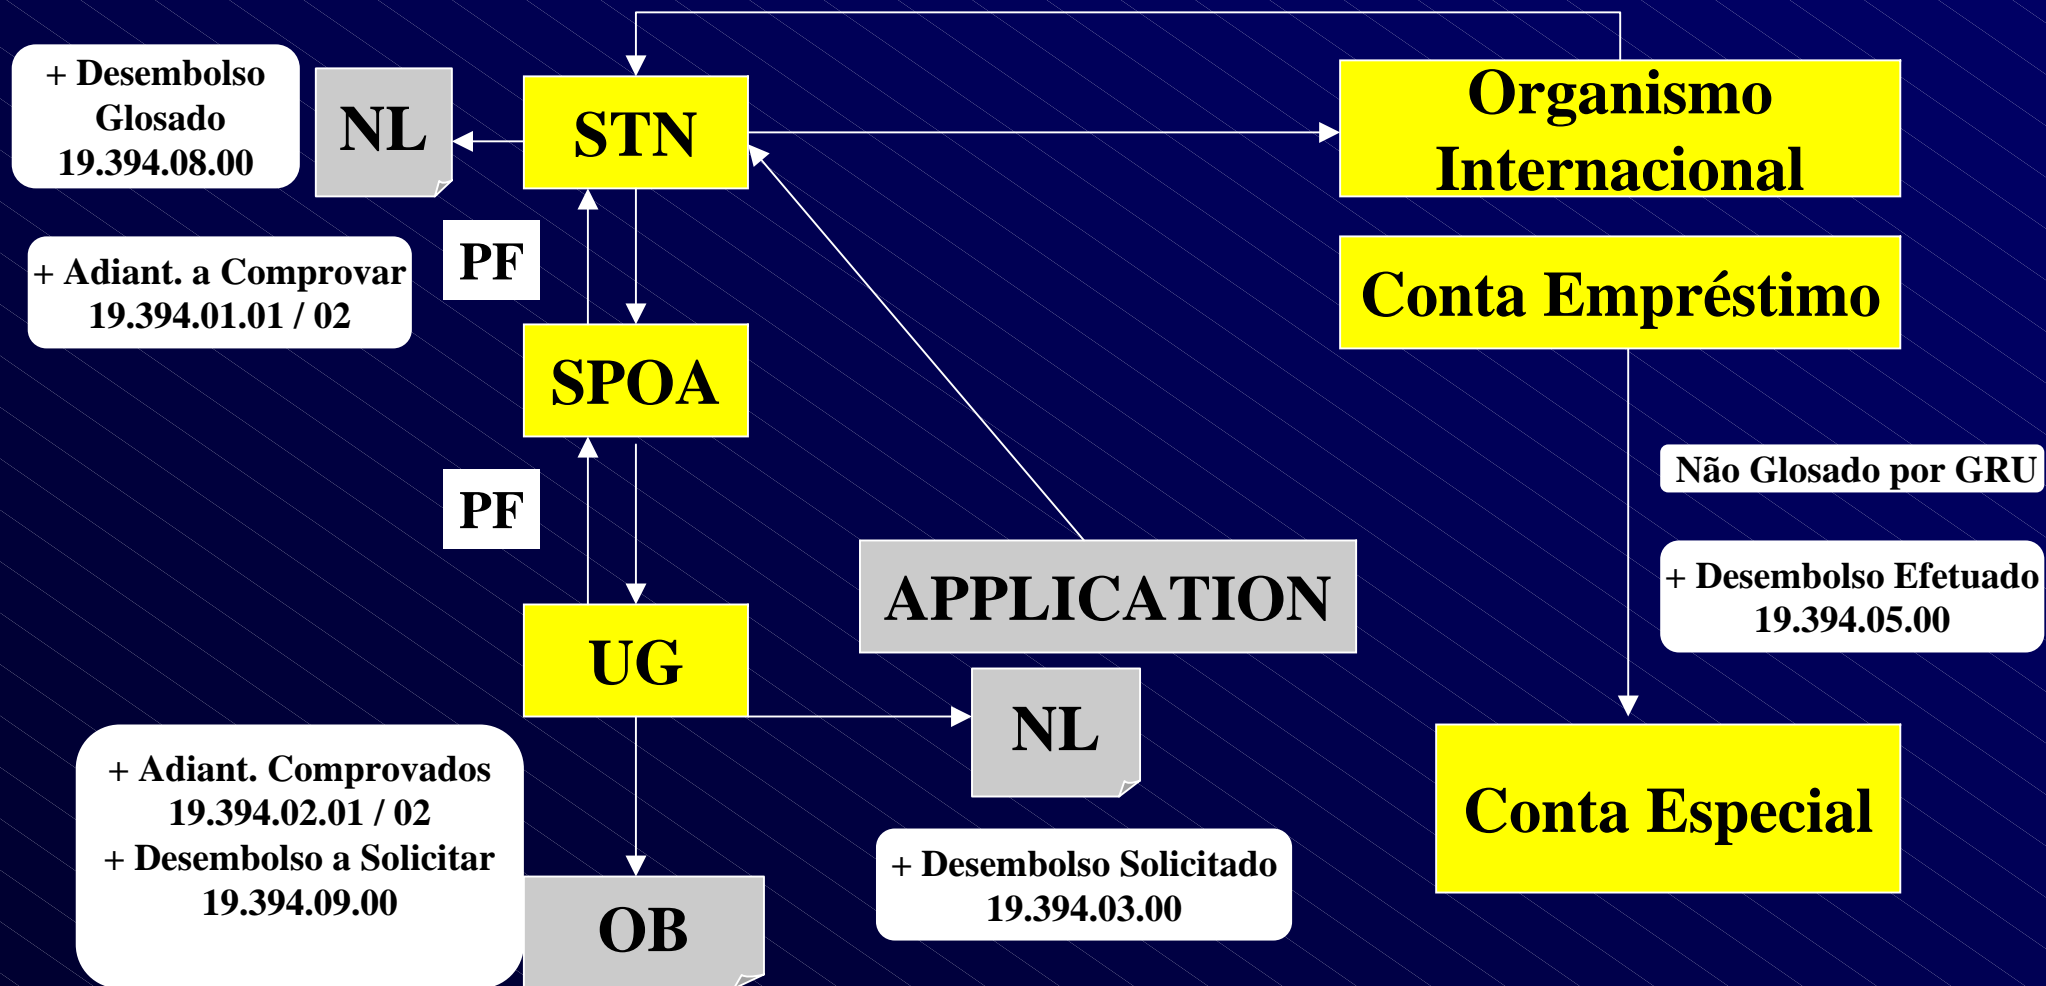 + Desembolso
Glosado
19.394.08.00
NL
STN
Organismo
Internacional
+ Adiant. a Comprovar
19.394.01.01 / 02
PF
Conta Empréstimo
SPOA
PF
Não Glosado por GRU
APPLICATION
+ Desembolso Efetuado
19.394.05.00
UG
NL
+ Adiant. Comprovados
19.394.02.01 / 02
+ Desembolso a Solicitar
19.394.09.00
Conta Especial
+ Desembolso Solicitado
19.394.03.00
OB